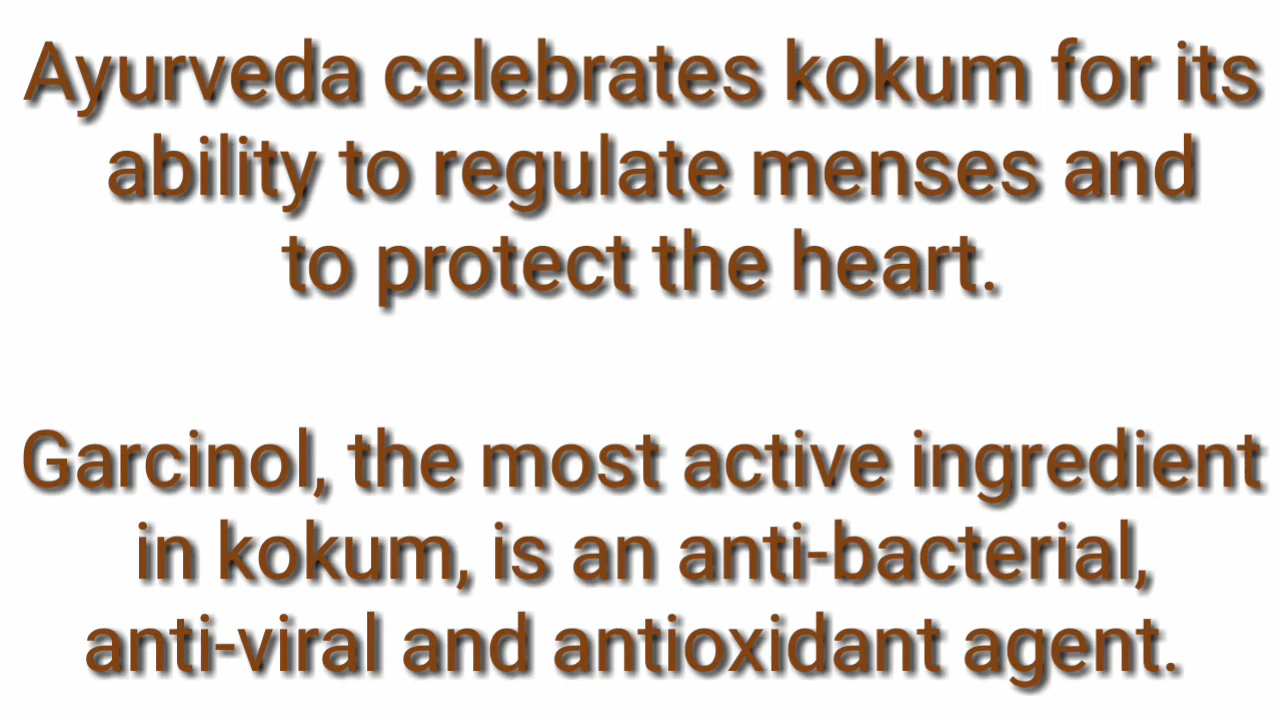 Ayurveda celebrates kokum for its
ability to regulate menses and
to protect the heart.
Garcinol, the most active ingredient
in kokum, is an anti-bacterial,
anti-viral and antioxidant agent.